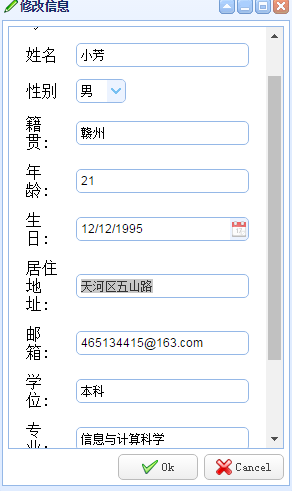 修改信息
姓名 小芳
性别 男
籍
贯: 赣州
年
龄: 21
生
日: 12/12/1995
居住
地
址: 天河区五山路
邮
箱: 465134415@163.com
学
位: 本科
专
业: 信息与计算科学
Ok Cancel